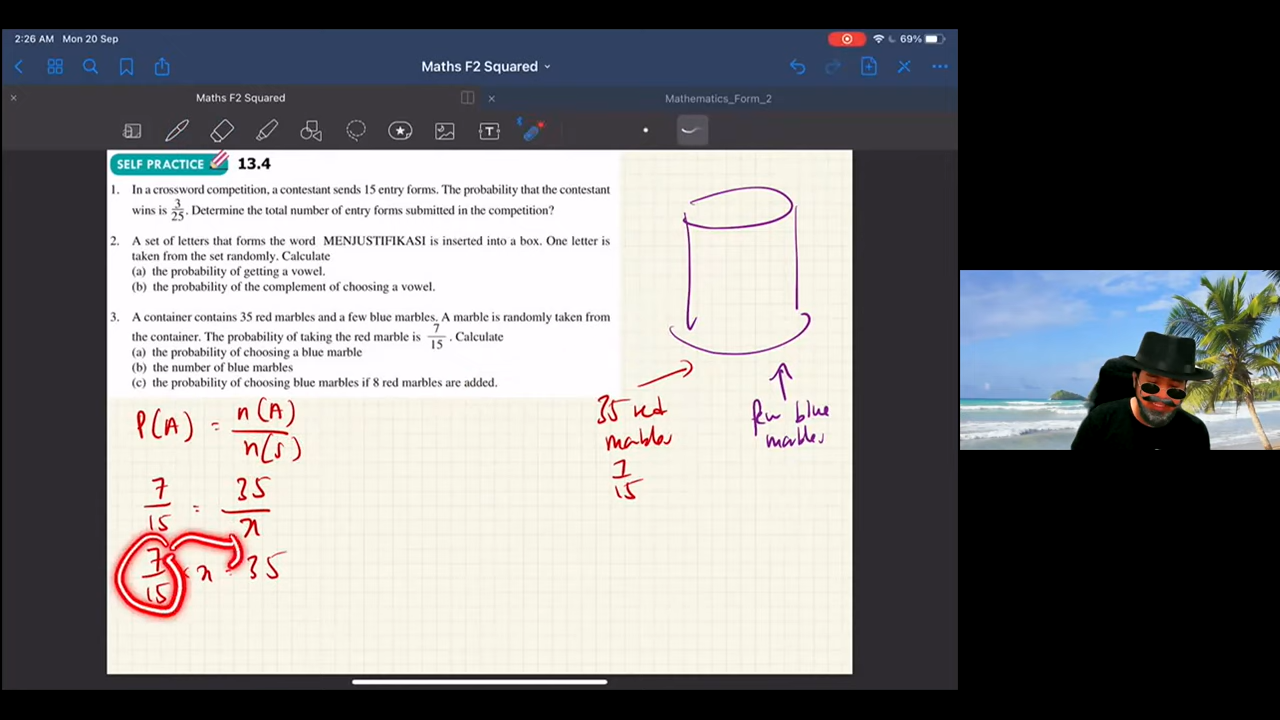 2:26 AM Mon 20 Sep
69%
Maths F2 Squared
Maths F2 Squared
Mathematics_Form_2
SELF PRACTICE 13.4
1. In a crossword competition, a contestant sends 15 entry forms. The probability that the contestant
wins is 3/25. Determine the total number of entry forms submitted in the competition?
2. A set of letters that forms the word MENJUSTIFIKASI is inserted into a box. One letter is
taken from the set randomly. Calculate
(a) the probability of getting a vowel.
(b) the probability of the complement of choosing a vowel.
3. A container contains 35 red marbles and a few blue marbles. A marble is randomly taken from
the container. The probability of taking the red marble is 7/15. Calculate
(a) the probability of choosing a blue marble
(b) the number of blue marbles
(c) the probability of choosing blue marbles if 8 red marbles are added.
P(A) = n(A)/n(S)
7/15 = 35/x
7/15 × x = 35
35 red
marbles
7/15
few blue
marbles